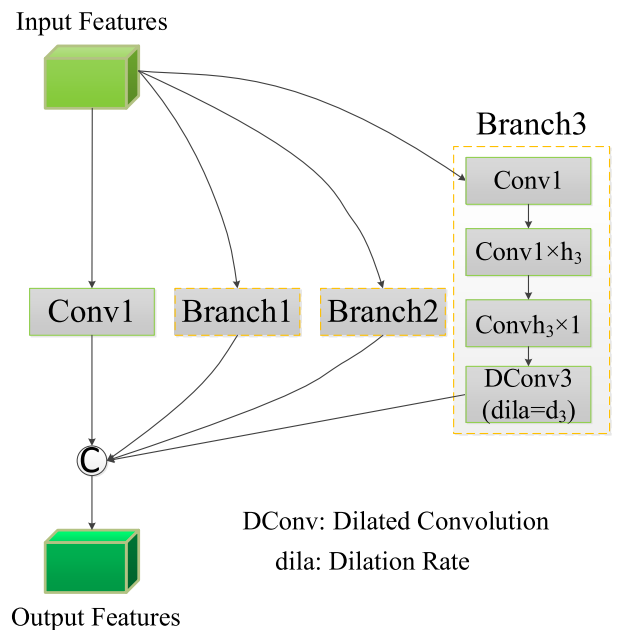 Input Features
Branch3
Conv1
Conv1×h₃
Convh₃×1
DConv3
(dila=d₃)
Conv1
Branch1
Branch2
C
DConv: Dilated Convolution
dila: Dilation Rate
Output Features